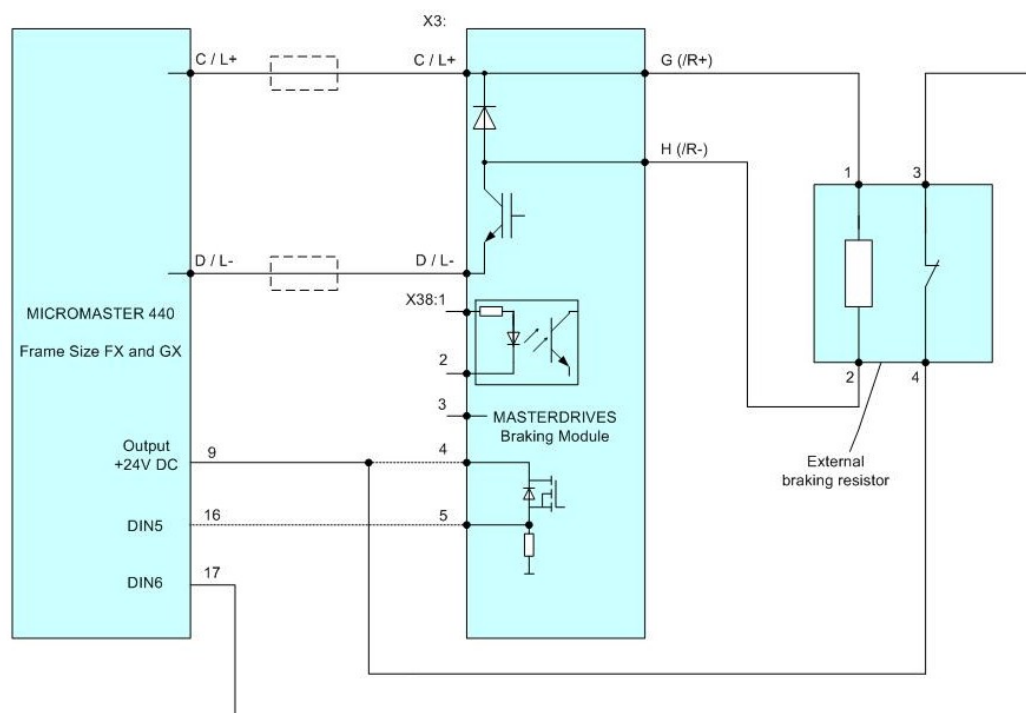 X3:
C / L+
C / L+
G (/R+)
H (/R-)
1
3
D / L-
D / L-
X38:1
MICROMASTER 440
Frame Size FX and GX
2
2
4
3
MASTERDRIVES
Braking Module
Output
+24V DC
9
4
External
braking resistor
DIN5
16
5
DIN6
17